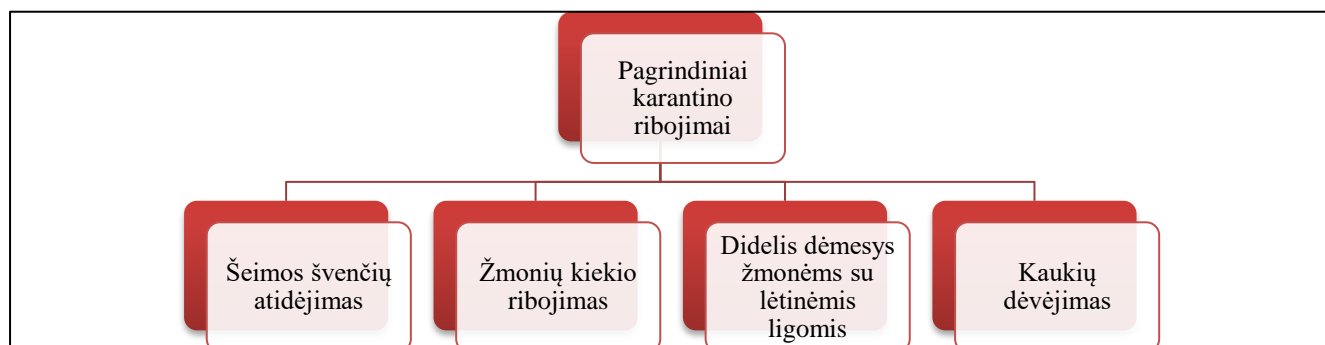 Pagrindiniai
karantino
ribojimai
Šeimos švenčių
atidėjimas
Žmonių kiekio
ribojimas
Didelis dėmesys
žmonėms su
lėtinėmis
ligomis
Kaukių
dėvėjimas